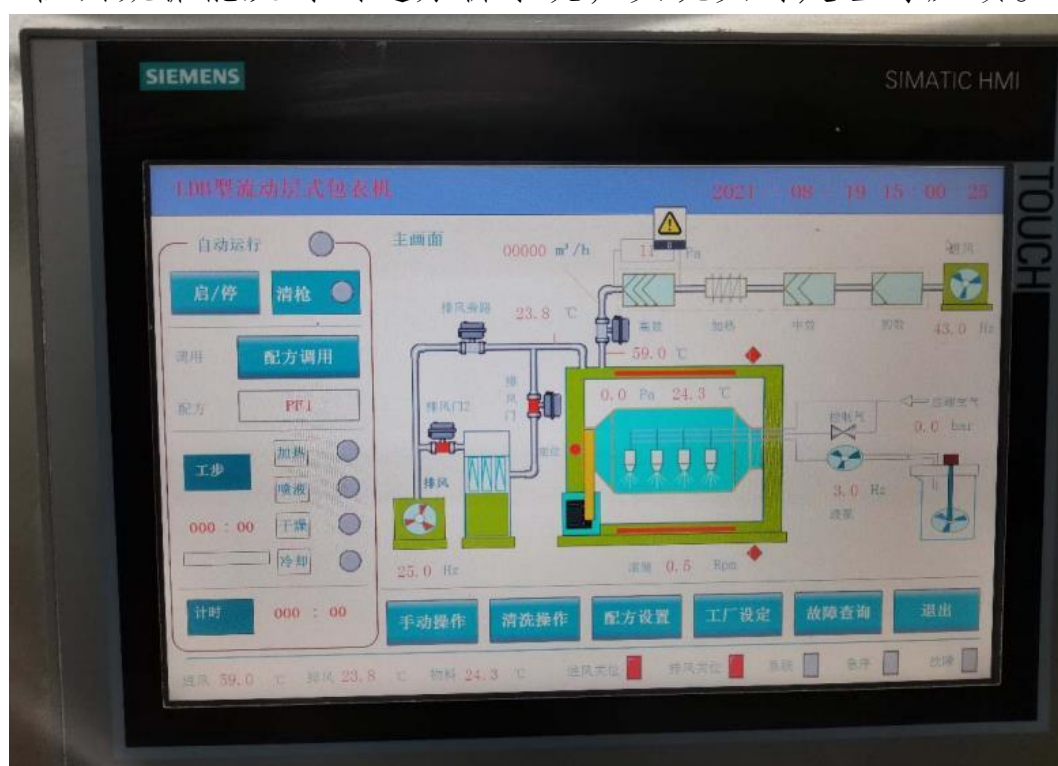 SIEMENS
SIMATIC HMI
TOUCH
LDB型流动层式包衣机
2021 - 08 - 19 15:00:25
自动运行
主画面
00000 m³/h
11 Pa
进风
启/停
清枪
排风旁路
23.8 ℃
高效
加热
中效
初效
43.0 Hz
调用
配方调用
59.0 ℃
配方
PF1
排风门2
排风门
0.0 Pa 24.3 ℃
控制气
压缩空气
0.0 bar
工步
加热
喷液
排风
3.0 Hz
000 : 00
干燥
冷却
25.0 Hz
滚筒 0.5 Rpm
计时
000 : 00
手动操作
清洗操作
配方设置
工厂设定
故障查询
退出
进风 59.0 ℃ 排风 23.8 ℃ 物料 24.3 ℃ 进风关位 排风关位 急停 故障